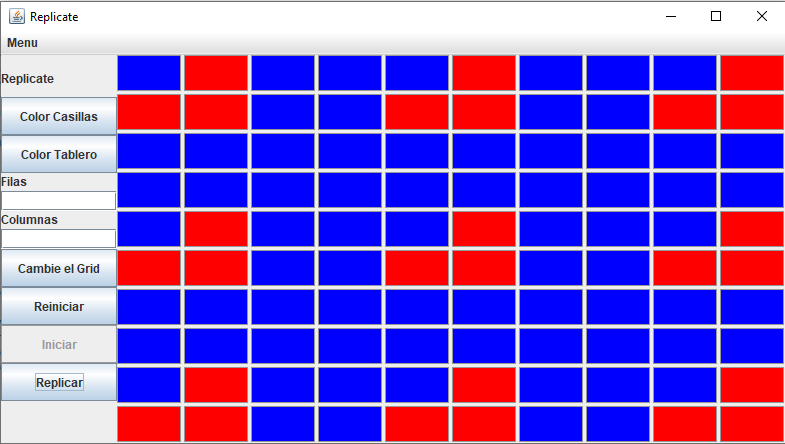 Replicate
Menu
Replicate
Color Casillas
Color Tablero
Filas
Columnas
Cambie el Grid
Reiniciar
Iniciar
Replicar